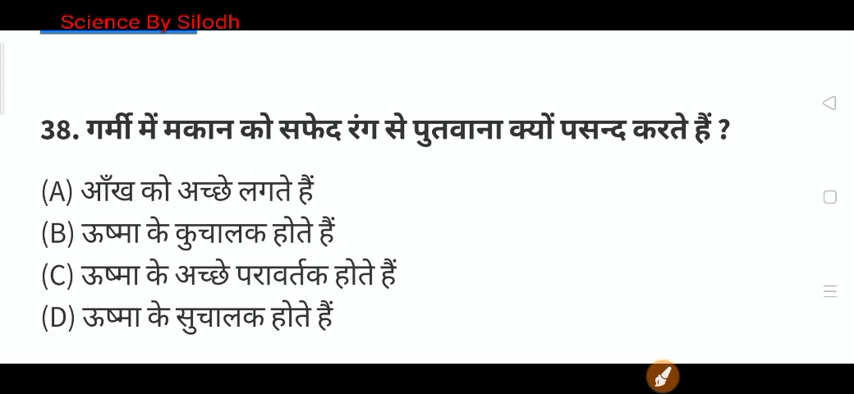 Science By Silodh
38. गर्मी में मकान को सफेद रंग से पुतवाना क्यों पसन्द करते हैं ?
(A) आँख को अच्छे लगते हैं
(B) ऊष्मा के कुचालक होते हैं
(C) ऊष्मा के अच्छे परावर्तक होते हैं
(D) ऊष्मा के सुचालक होते हैं